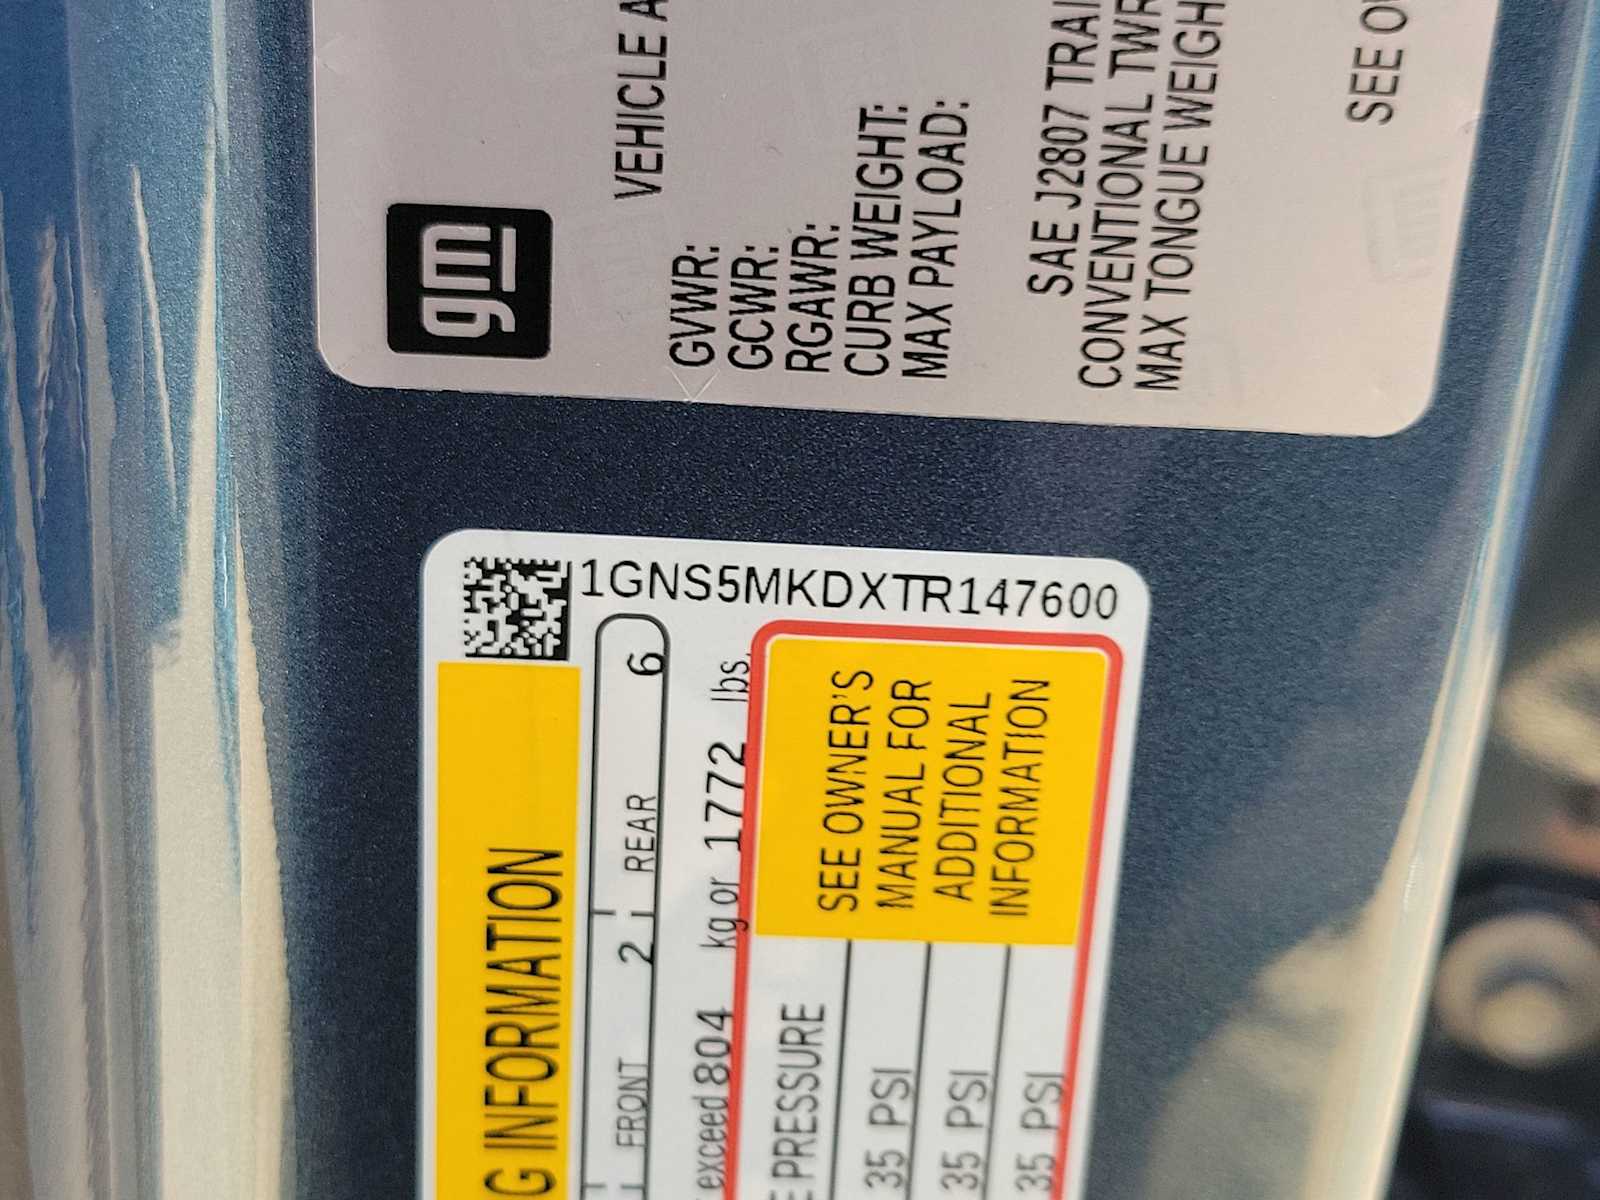 gm
VEHICLE A
GVWR:
GCWR:
RGAWR:
CURB WEIGHT:
MAX PAYLOAD:
SAE J2807 TRAI
CONVENTIONAL TWR
MAX TONGUE WEIGH
SEE O
G INFORMATION
1GNS5MKDXTR147600
FRONT 2 REAR 6
exceed 804 kg or 1772 lbs.
E PRESSURE
35 PSI
35 PSI
35 PSI
SEE OWNER'S
MANUAL FOR
ADDITIONAL
INFORMATION